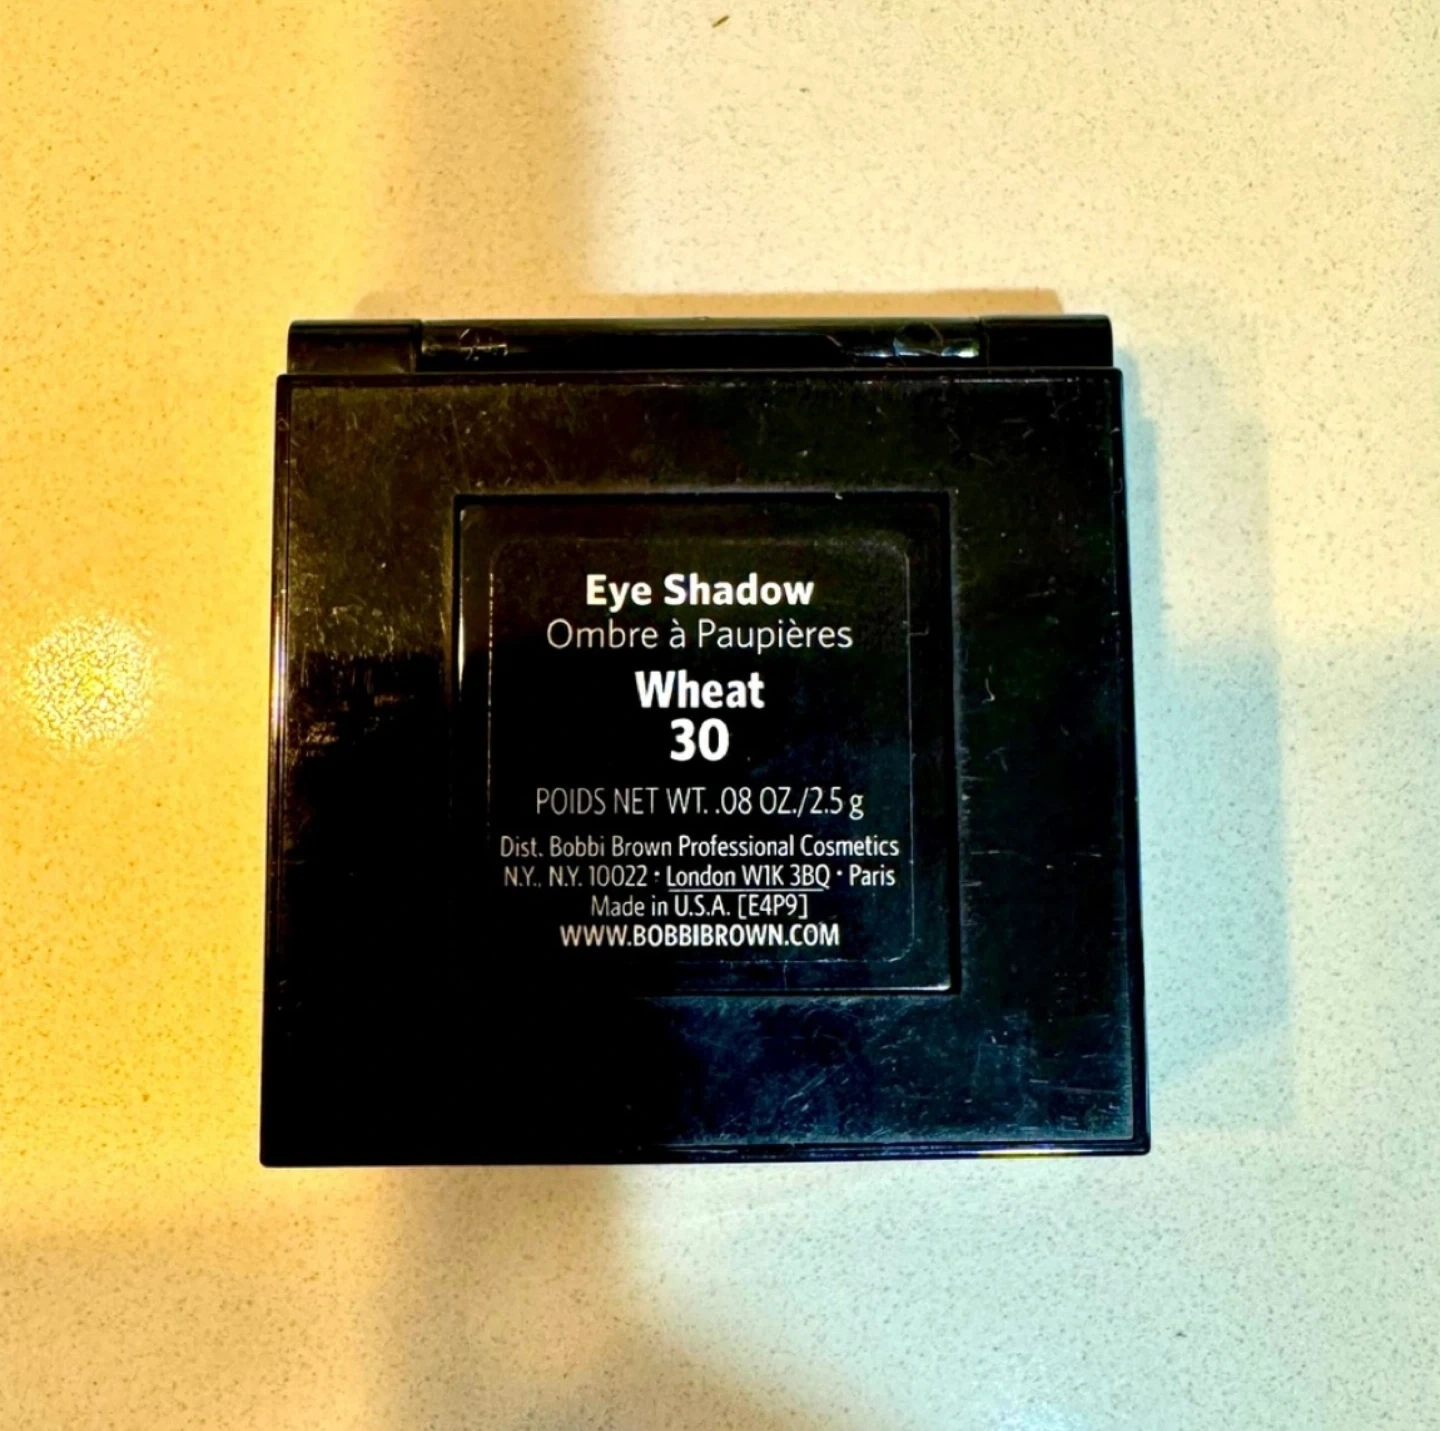 Eye Shadow
Ombre à Paupières
Wheat
30
POIDS NET WT. .08 OZ./2.5 g
Dist. Bobbi Brown Professional Cosmetics
N.Y., N.Y. 10022 · London W1K 3BQ · Paris
Made in U.S.A. [E4P9]
WWW.BOBBIBROWN.COM